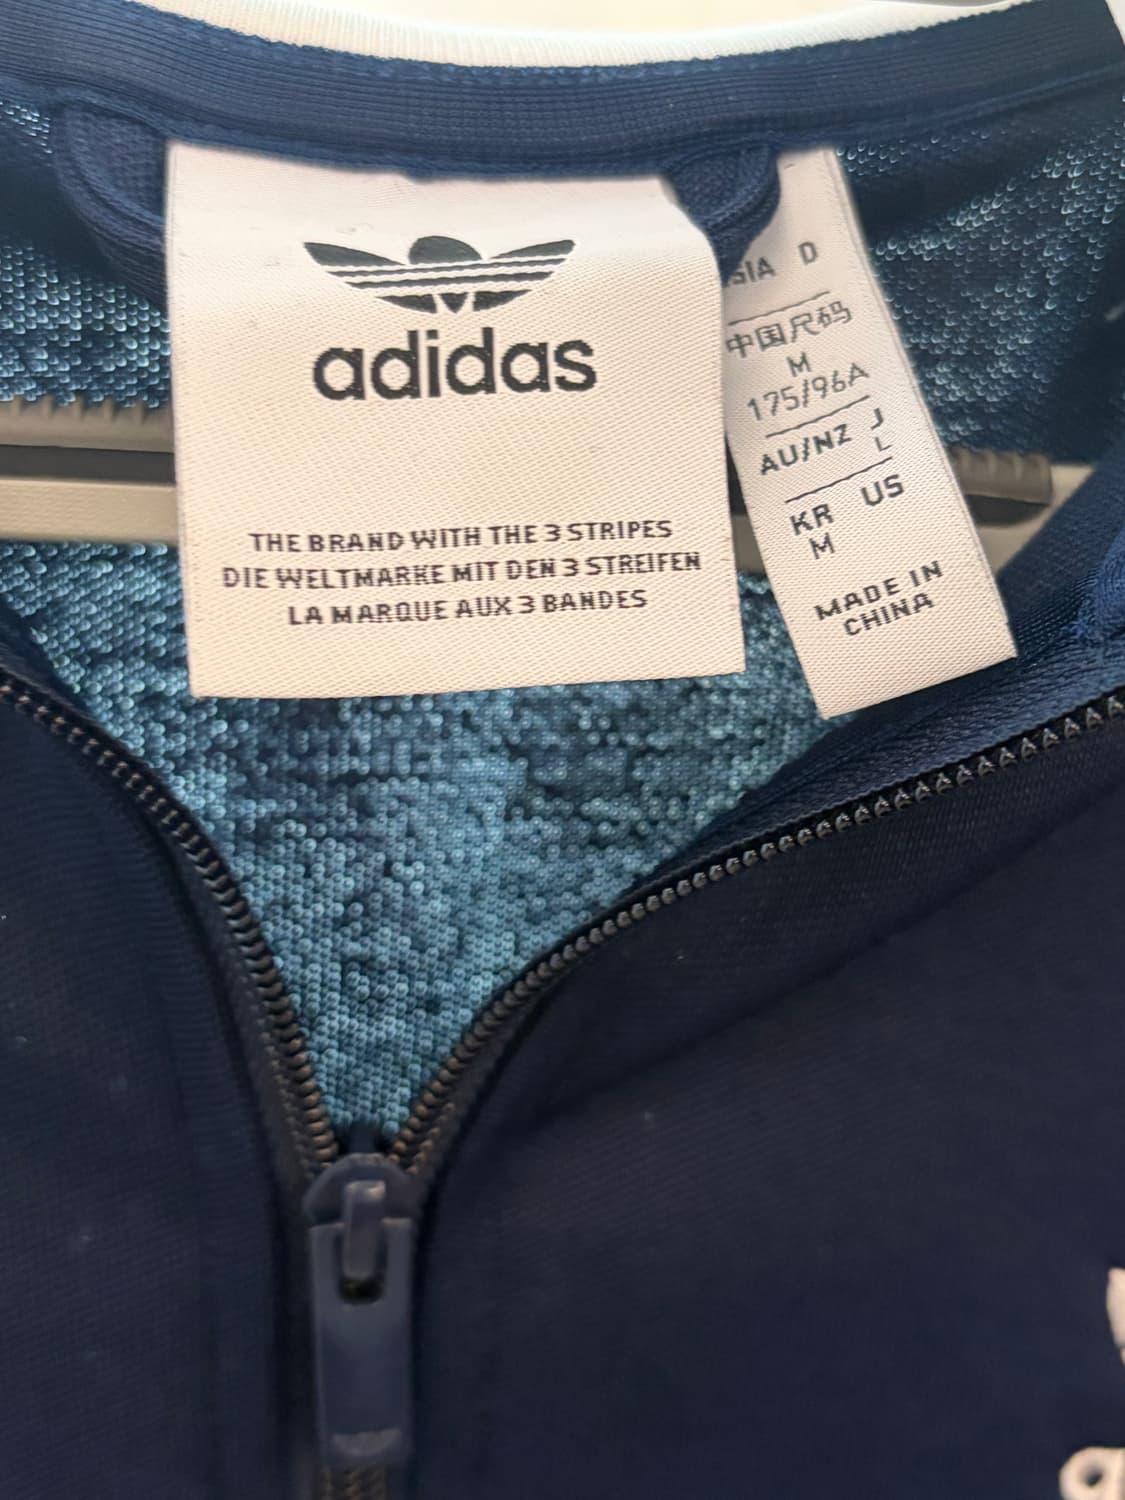 adidas
THE BRAND WITH THE 3 STRIPES
DIE WELTMARKE MIT DEN 3 STREIFEN
LA MARQUE AUX 3 BANDES
D
中国尺码
M
175/96A
AU/NZ J
L
KR US
M
MADE IN
CHINA